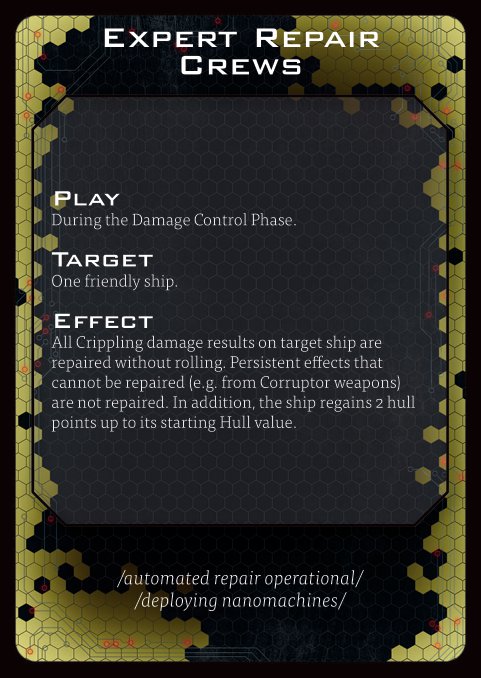 Expert Repair
Crews
Play
During the Damage Control Phase.
Target
One friendly ship.
Effect
All Crippling damage results on target ship are
repaired without rolling. Persistent effects that
cannot be repaired (e.g. from Corruptor weapons)
are not repaired. In addition, the ship regains 2 hull
points up to its starting Hull value.
/automated repair operational/
/deploying nanomachines/